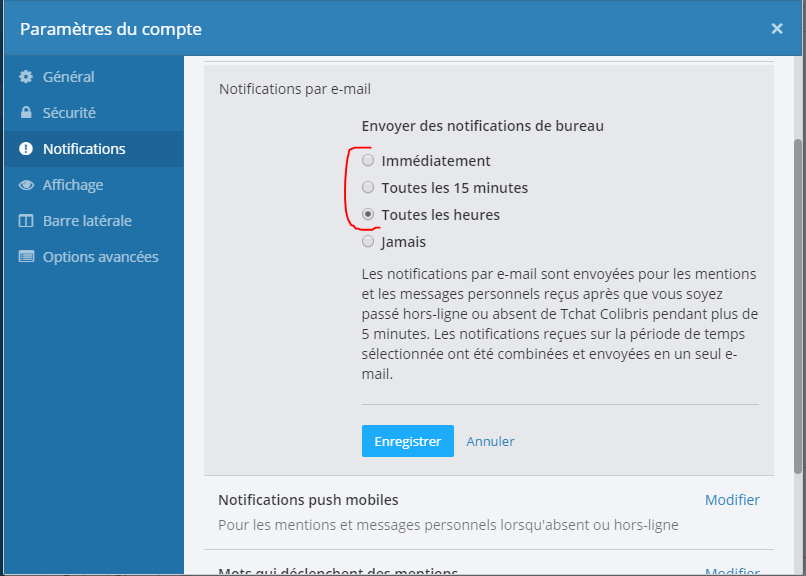 Paramètres du compte
Général
Sécurité
Notifications
Affichage
Barre latérale
Options avancées
Notifications par e-mail
Envoyer des notifications de bureau
Immédiatement
Toutes les 15 minutes
Toutes les heures
Jamais
Les notifications par e-mail sont envoyées pour les mentions
et les messages personnels reçus après que vous soyez
passé hors-ligne ou absent de Tchat Colibris pendant plus de
5 minutes. Les notifications reçues sur la période de temps
sélectionnée ont été combinées et envoyées en un seul e-
mail.
Enregistrer Annuler
Notifications push mobiles Modifier
Pour les mentions et messages personnels lorsqu'absent ou hors-ligne
Mots qui déclenchent des mentions Modifier